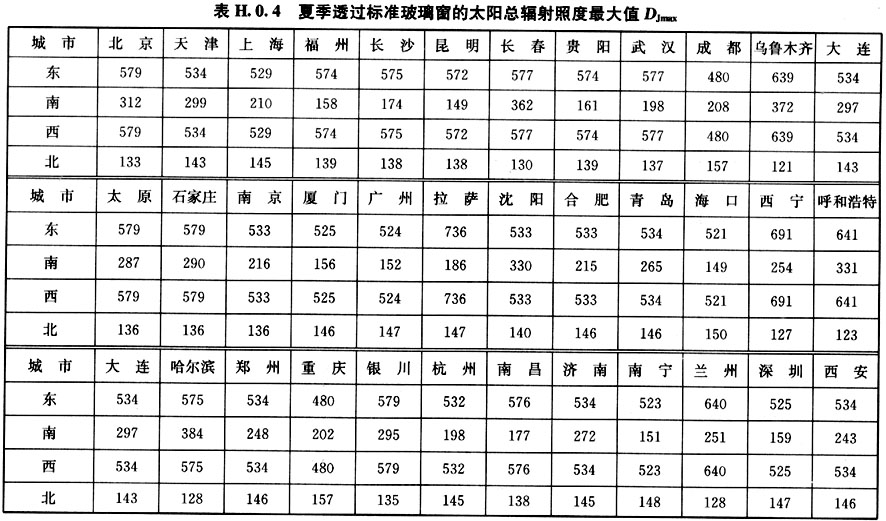 表 H.0.4 夏季透过标准玻璃窗的太阳总辐射照度最大值 DJmax
城 市 北 京 天 津 上 海 福 州 长 沙 昆 明 长 春 贵 阳 武 汉 成 都 乌鲁木齐 大 连
东 579 534 529 574 575 572 577 574 577 480 639 534
南 312 299 210 158 174 149 362 161 198 208 372 297
西 579 534 529 574 575 572 577 574 577 480 639 534
北 133 143 145 139 138 138 130 139 137 157 121 143
城 市 太 原 石家庄 南 京 厦 门 广 州 拉 萨 沈 阳 合 肥 青 岛 海 口 西 宁 呼和浩特
东 579 579 533 525 524 736 533 533 534 521 691 641
南 287 290 216 156 152 186 330 215 265 149 254 331
西 579 579 533 525 524 736 533 533 534 521 691 641
北 136 136 136 146 147 147 140 146 146 150 127 123
城 市 大 连 哈尔滨 郑 州 重 庆 银 川 杭 州 南 昌 济 南 南 宁 兰 州 深 圳 西 安
东 534 575 534 480 579 532 576 534 523 640 525 534
南 297 384 248 202 295 198 177 272 151 251 159 243
西 534 575 534 480 579 532 576 534 523 640 525 534
北 143 128 146 157 135 145 138 145 148 128 147 146